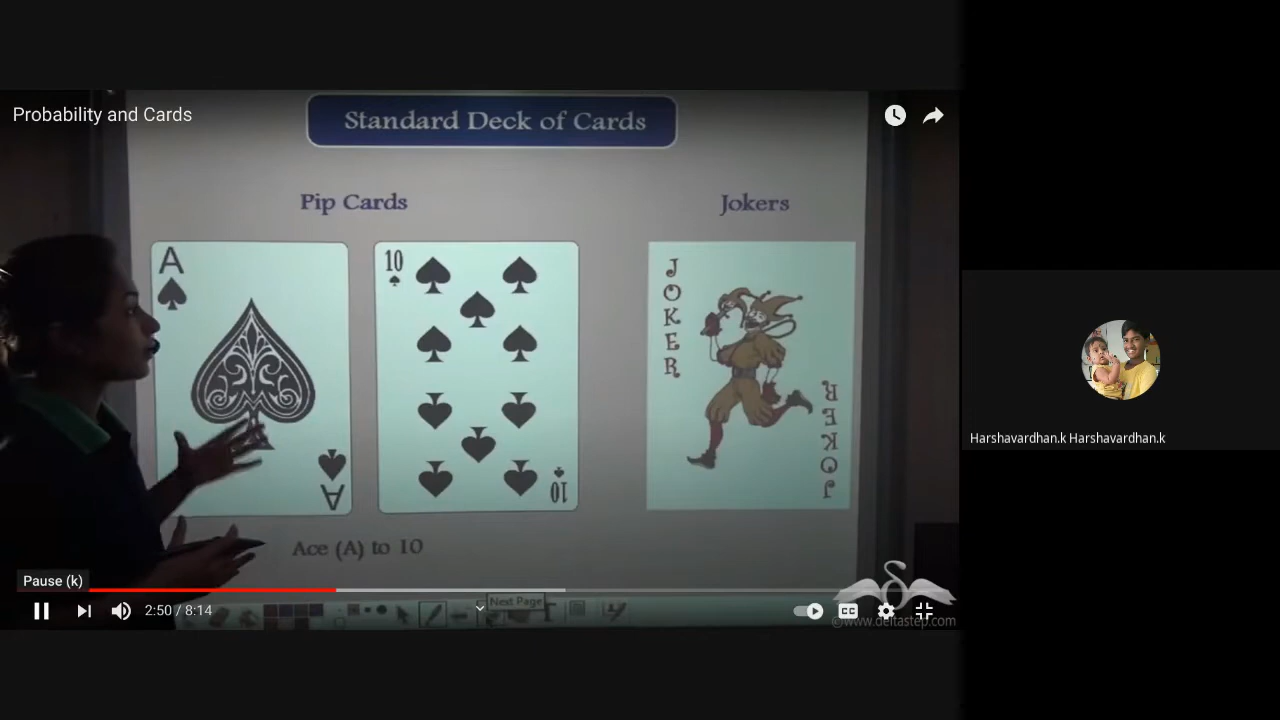 Probability and Cards
Standard Deck of Cards
Pip Cards
Jokers
A
A
10
10
JOKER
JOKER
Ace (A) to 10
Pause (k)
2:50 / 8:14
Next Page
CC
©www.deltastep.com
Harshavardhan.k Harshavardhan.k